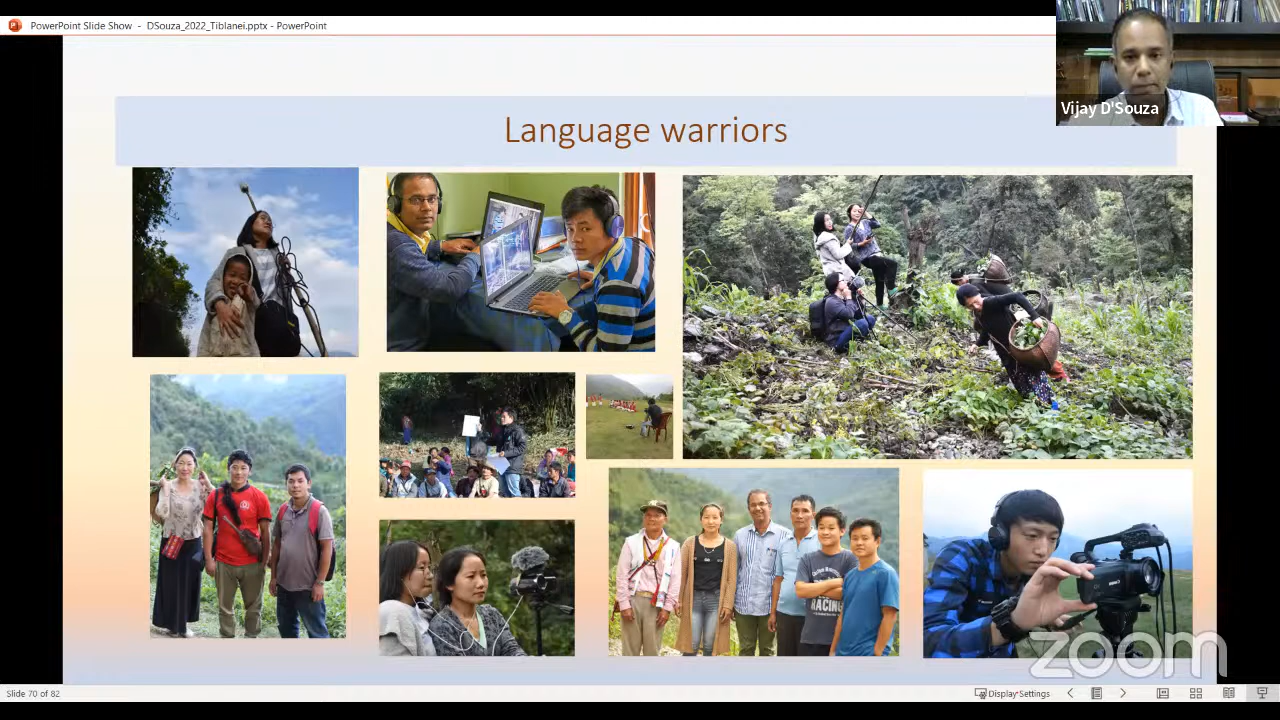 PowerPoint Slide Show - DSouza_2022_Tiblanei.pptx - PowerPoint
Vijay D'Souza
Language warriors
RACING
zoom
Slide 70 of 82
Display Settings